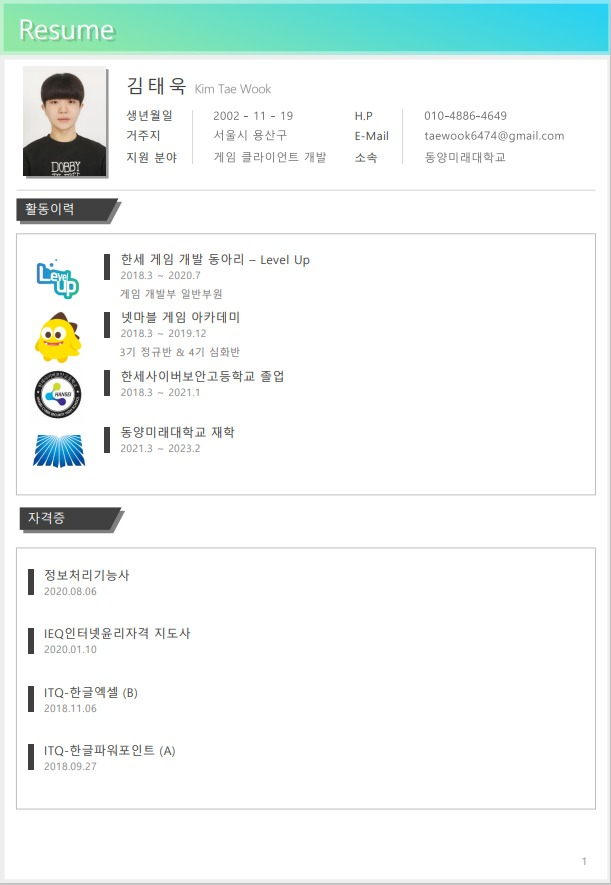 Resume
김태욱 Kim Tae Wook
생년월일 2002 - 11 - 19 H.P 010-4886-4649
거주지 서울시 용산구 E-Mail taewook6474@gmail.com
지원 분야 게임 클라이언트 개발 소속 동양미래대학교
DOBBY
활동이력
Level up
한세 게임 개발 동아리 – Level Up
2018.3 ~ 2020.7
게임 개발부 일반부원
넷마블 게임 아카데미
2018.3 ~ 2019.12
3기 정규반 & 4기 심화반
HANSEI
한세사이버보안고등학교 졸업
2018.3 ~ 2021.1
동양미래대학교 재학
2021.3 ~ 2023.2
자격증
정보처리기능사
2020.08.06
IEQ인터넷윤리자격 지도사
2020.01.10
ITQ-한글엑셀 (B)
2018.11.06
ITQ-한글파워포인트 (A)
2018.09.27
1